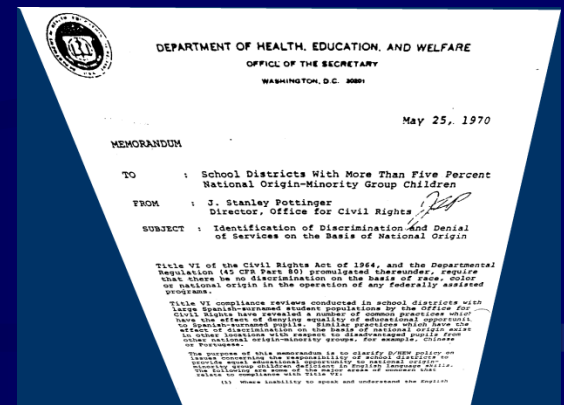 DEPARTMENT OF HEALTH, EDUCATION, AND WELFARE
OFFICE OF THE SECRETARY
WASHINGTON, D.C. 20201
May 25, 1970
MEMORANDUM
TO : School Districts With More Than Five Percent
National Origin-Minority Group Children
FROM : J. Stanley Pottinger
Director, Office for Civil Rights
SUBJECT : Identification of Discrimination and Denial
of Services on the Basis of National Origin
Title VI of the Civil Rights Act of 1964, and the Departmental
Regulation (45 CFR Part 80) promulgated thereunder, require
that there be no discrimination on the basis of race, color
or national origin in the operation of any federally assisted
programs.
Title VI compliance reviews conducted in school districts with
large Spanish-surnamed student populations by the Office for
Civil Rights have revealed a number of common practices which
have the effect of denying equality of educational opportunity
to Spanish-surnamed pupils. Similar practices which have the
effect of discrimination on the basis of national origin exist
in other locations with respect to disadvantaged pupils from
other national origin-minority groups, for example, Chinese
or Portugese.
The purpose of this memorandum is to clarify D/HEW policy on
issues concerning the responsibility of school districts to
provide equal educational opportunity to national origin-
minority group children deficient in English language skills.
The following are some of the major areas of concern that
relate to compliance with Title VI:
(1) Where inability to speak and understand the English